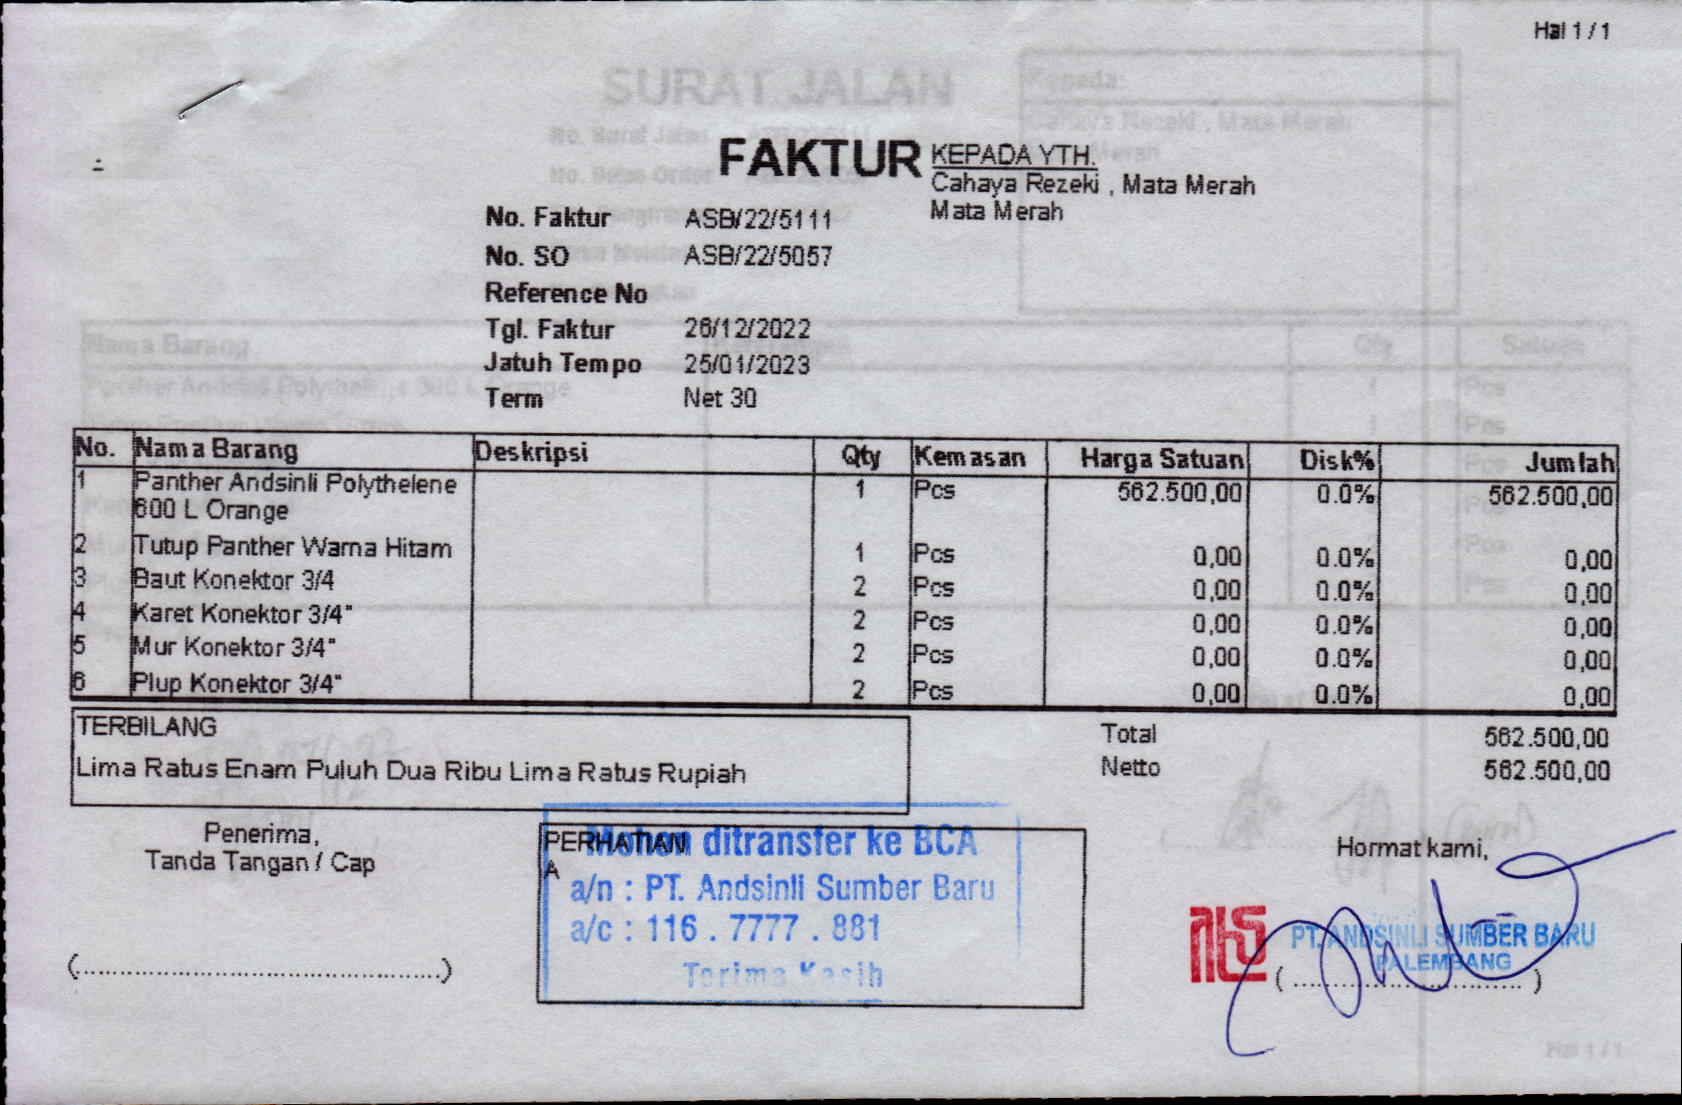 Hal 1 / 1
SURAT JALAN
Kepada:
FAKTUR
KEPADA YTH.
Cahaya Rezeki , Mata Merah
Mata Merah
No. Faktur ASB/22/5111
No. SO ASB/22/5057
Reference No
Tgl. Faktur 26/12/2022
Jatuh Tempo 25/01/2023
Term Net 30
No. Nama Barang Deskripsi Qty Kemasan Harga Satuan Disk% Jumlah
1 Panther Andsinli Polythelene 1 Pcs 562.500,00 0.0% 562.500,00
600 L Orange
2 Tutup Panther Warna Hitam 1 Pcs 0,00 0.0% 0,00
3 Baut Konektor 3/4 2 Pcs 0,00 0.0% 0,00
4 Karet Konektor 3/4" 2 Pcs 0,00 0.0% 0,00
5 Mur Konektor 3/4" 2 Pcs 0,00 0.0% 0,00
6 Plup Konektor 3/4" 2 Pcs 0,00 0.0% 0,00
TERBILANG
Lima Ratus Enam Puluh Dua Ribu Lima Ratus Rupiah
Total 562.500,00
Netto 562.500,00
Penerima,
Tanda Tangan / Cap
(............................................)
PERHATIAN
A
Mohon ditransfer ke BCA
a/n : PT. Andsinli Sumber Baru
a/c : 116 . 7777 . 881
Terima Kasih
Hormat kami,
PT. ANDSINLI SUMBER BARU
PALEMBANG
(..............................)
Hal 1 / 1